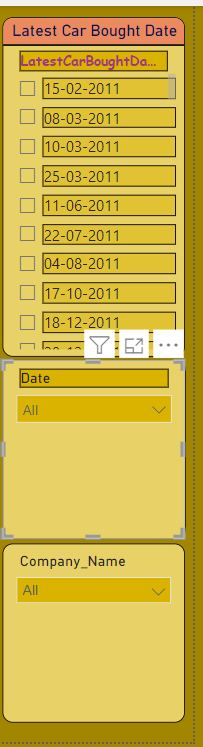 Latest Car Bought Date
LatestCarBoughtDa...
15-02-2011
08-03-2011
10-03-2011
25-03-2011
11-06-2011
22-07-2011
04-08-2011
17-10-2011
18-12-2011
Date
All
Company_Name
All